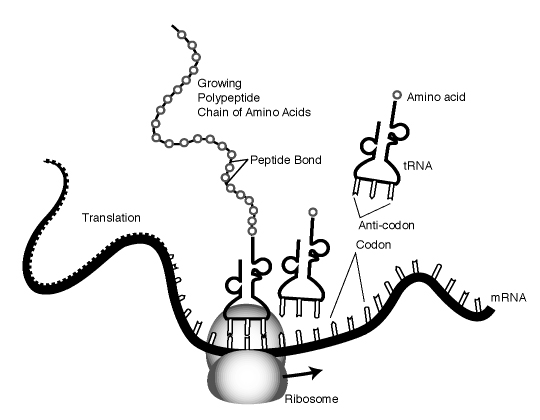 Growing
Polypeptide
Chain of Amino Acids
Amino acid
Peptide Bond
tRNA
Translation
Anti-codon
Codon
mRNA
Ribosome